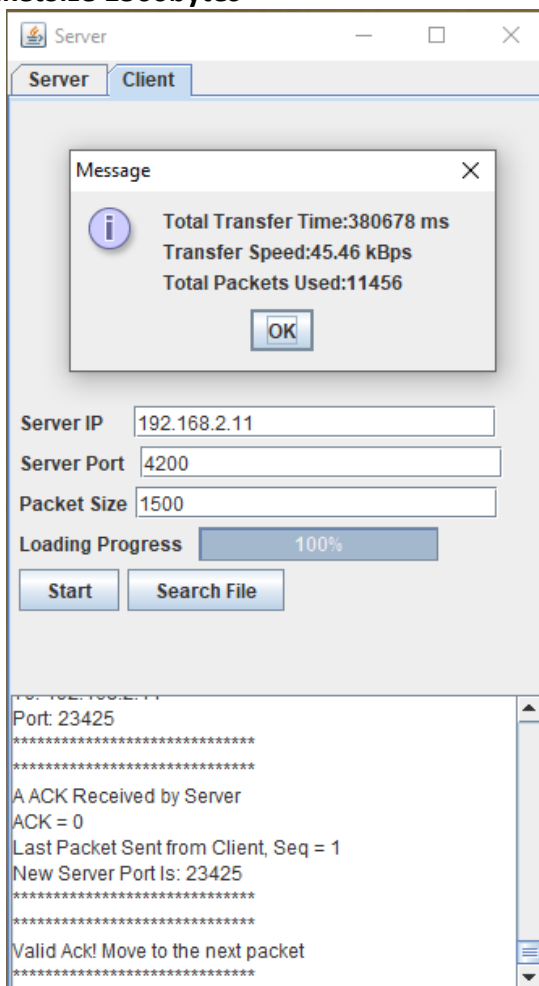 Server
Server Client
Message
Total Transfer Time:380678 ms
Transfer Speed:45.46 kBps
Total Packets Used:11456
OK
Server IP 192.168.2.11
Server Port 4200
Packet Size 1500
Loading Progress 100%
Start Search File
Port: 23425
******************************
******************************
A ACK Received by Server
ACK = 0
Last Packet Sent from Client, Seq = 1
New Server Port Is: 23425
******************************
******************************
Valid Ack! Move to the next packet
******************************